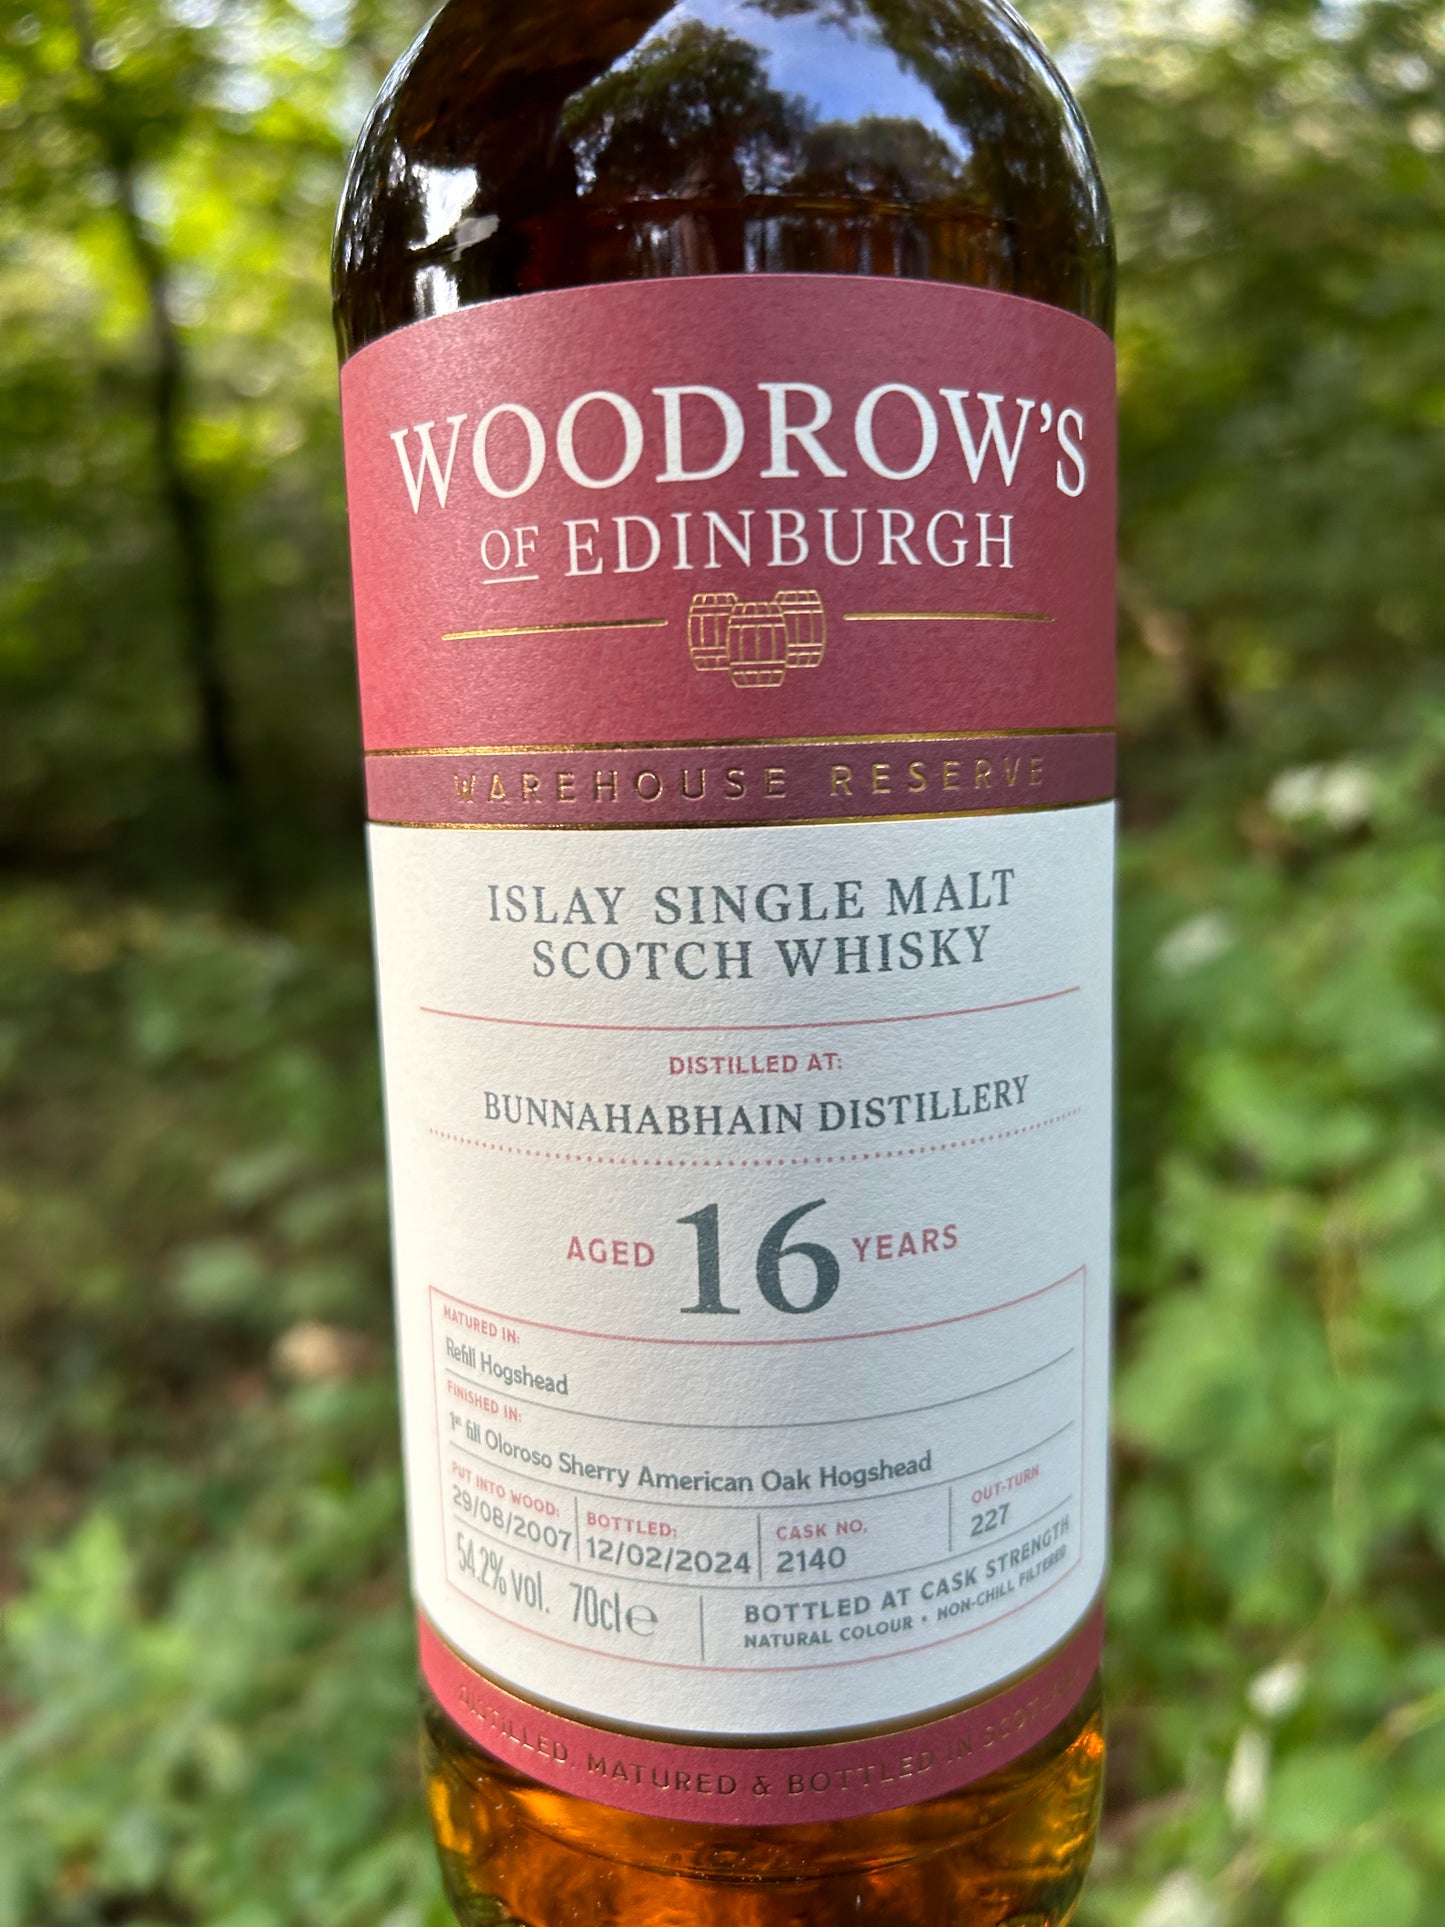 WOODROW'S
OF EDINBURGH
WAREHOUSE RESERVE
ISLAY SINGLE MALT
SCOTCH WHISKY
DISTILLED AT:
BUNNAHABHAIN DISTILLERY
AGED 16 YEARS
MATURED IN:
Refill Hogshead
FINISHED IN:
1st fill Oloroso Sherry American Oak Hogshead
PUT INTO WOOD: BOTTLED: CASK NO. OUT-TURN
29/08/2007 12/02/2024 2140 227
54.2% vol. 70cl e
BOTTLED AT CASK STRENGTH
NATURAL COLOUR • NON-CHILL FILTERED
DISTILLED, MATURED & BOTTLED IN SCOTLAND